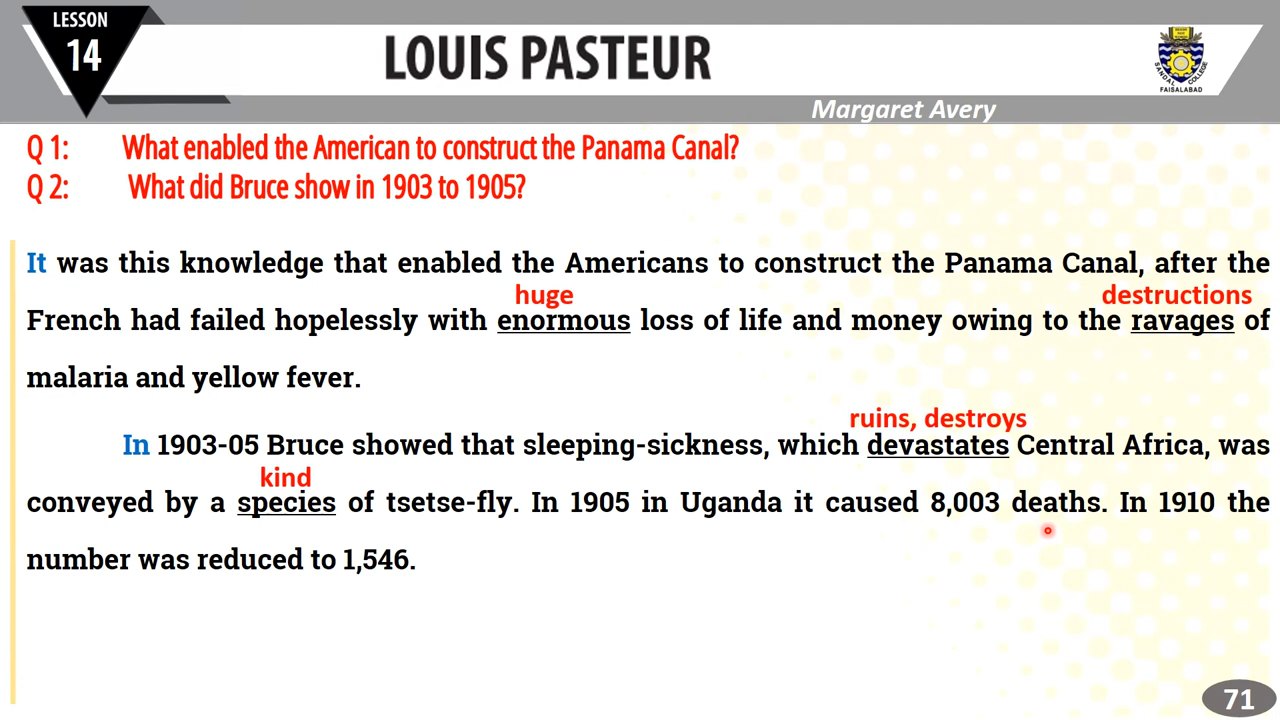 LESSON
14
LOUIS PASTEUR
SANDAL COLLEGE
FAISALABAD
Margaret Avery
Q 1: What enabled the American to construct the Panama Canal?
Q 2: What did Bruce show in 1903 to 1905?
It was this knowledge that enabled the Americans to construct the Panama Canal, after the
huge destructions
French had failed hopelessly with enormous loss of life and money owing to the ravages of
malaria and yellow fever.
ruins, destroys
In 1903-05 Bruce showed that sleeping-sickness, which devastates Central Africa, was
kind
conveyed by a species of tsetse-fly. In 1905 in Uganda it caused 8,003 deaths. In 1910 the
number was reduced to 1,546.
71